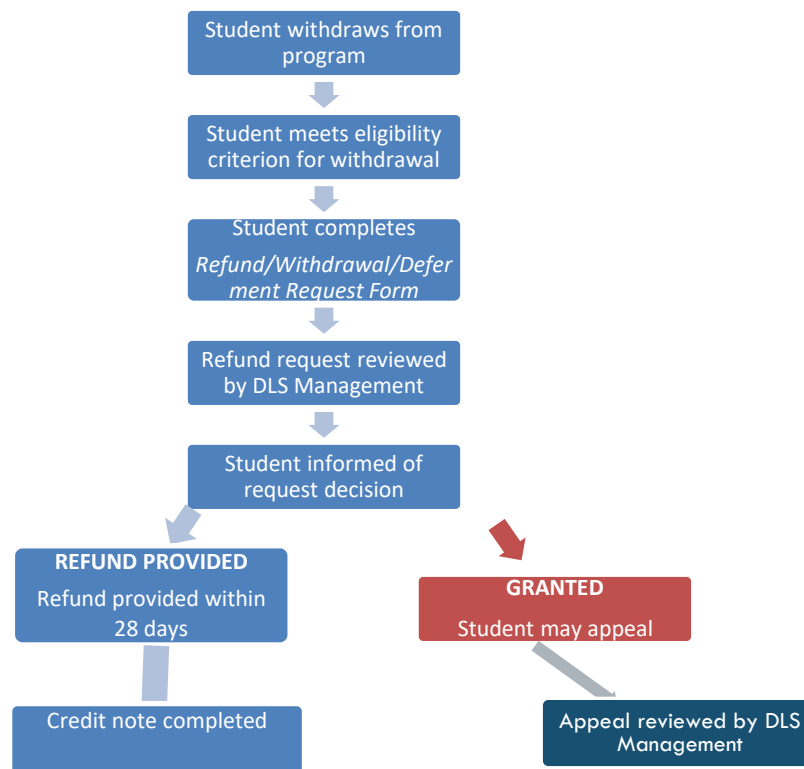 Student withdraws from
program
Student meets eligibility
criterion for withdrawal
Student completes
Refund/Withdrawal/Defer
ment Request Form
Refund request reviewed
by DLS Management
Student informed of
request decision
REFUND PROVIDED
Refund provided within
28 days
GRANTED
Student may appeal
Credit note completed
Appeal reviewed by DLS
Management